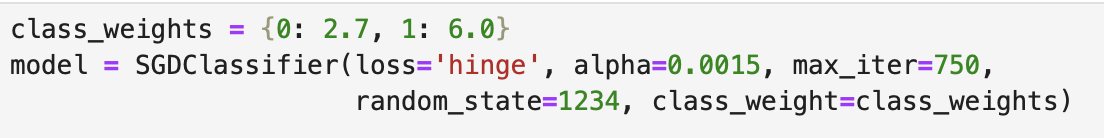 class_weights = {0: 2.7, 1: 6.0}
model = SGDClassifier(loss='hinge', alpha=0.0015, max_iter=750,
                      random_state=1234, class_weight=class_weights)